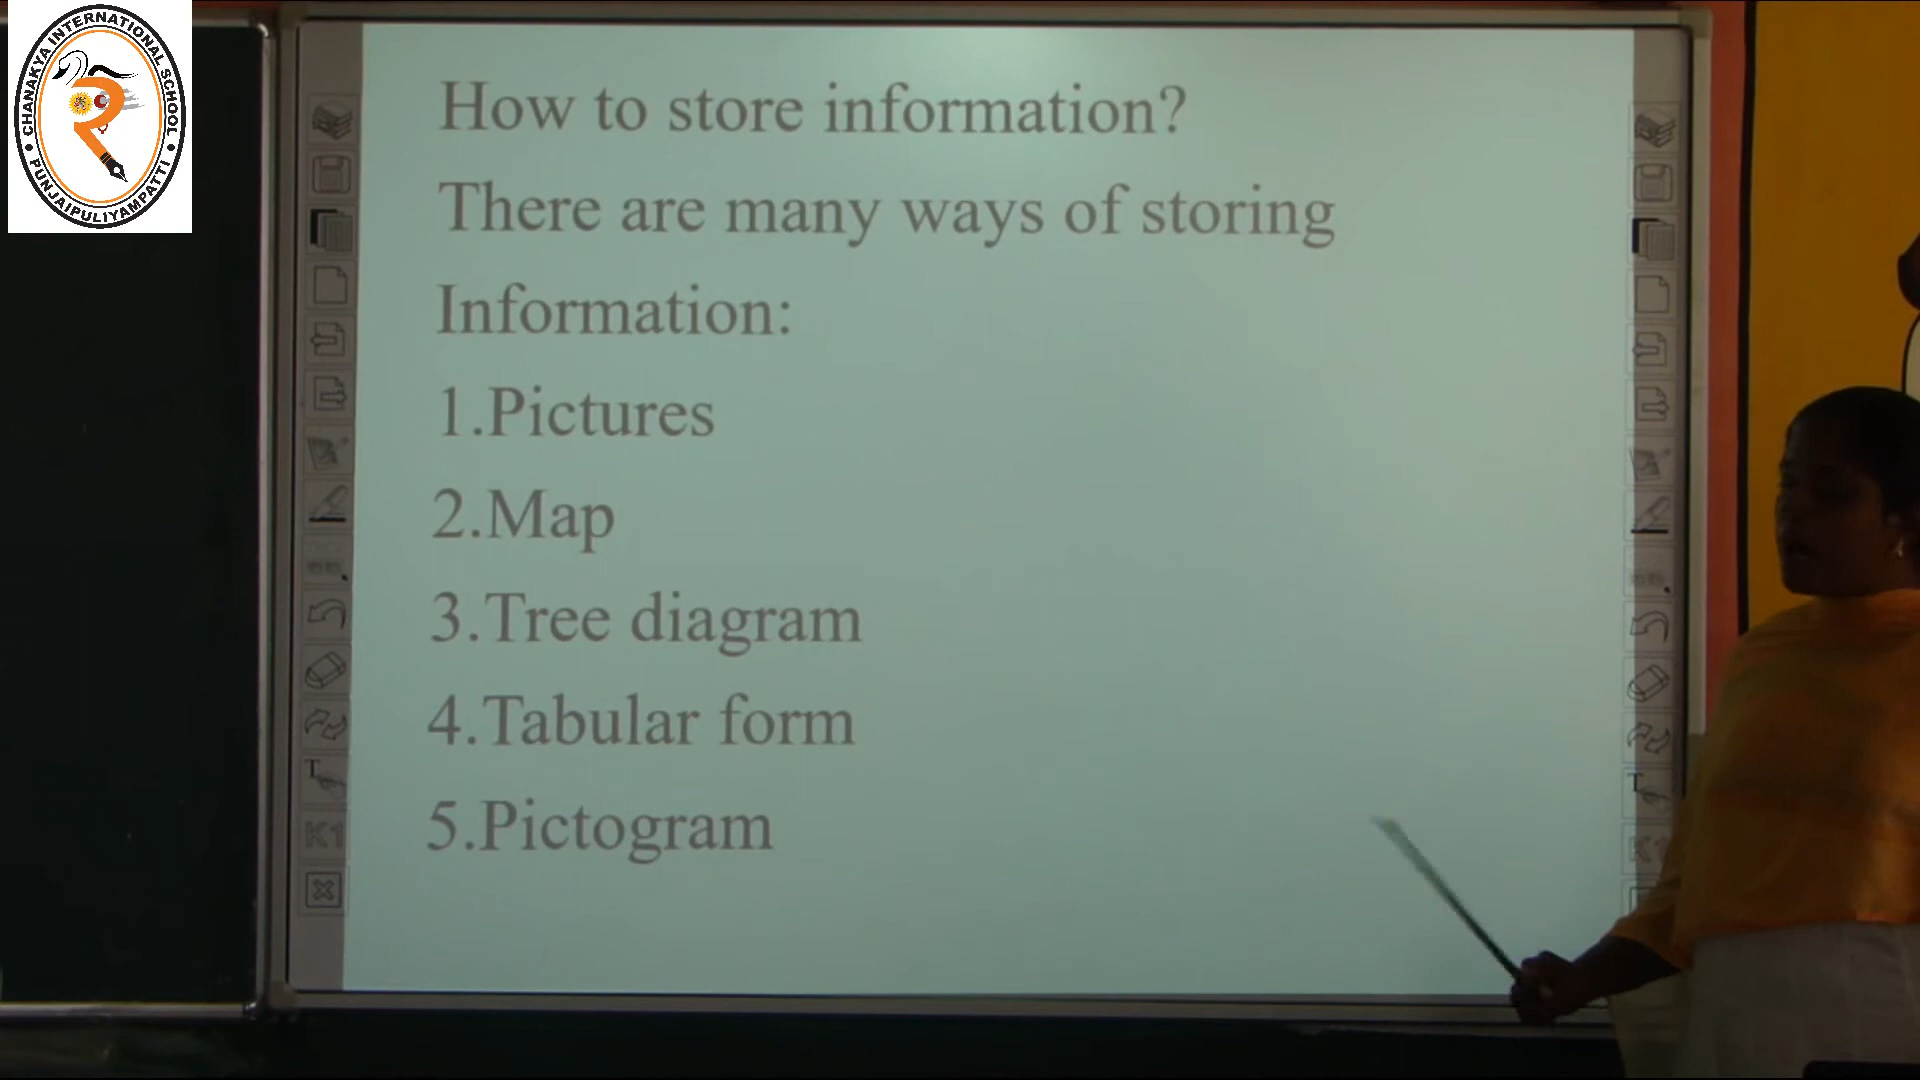 CHANAKYA INTERNATIONAL SCHOOL
PUNJAIPULIYAMPATTI
How to store information?
There are many ways of storing
Information:
1.Pictures
2.Map
3.Tree diagram
4.Tabular form
5.Pictogram
T
K1
T